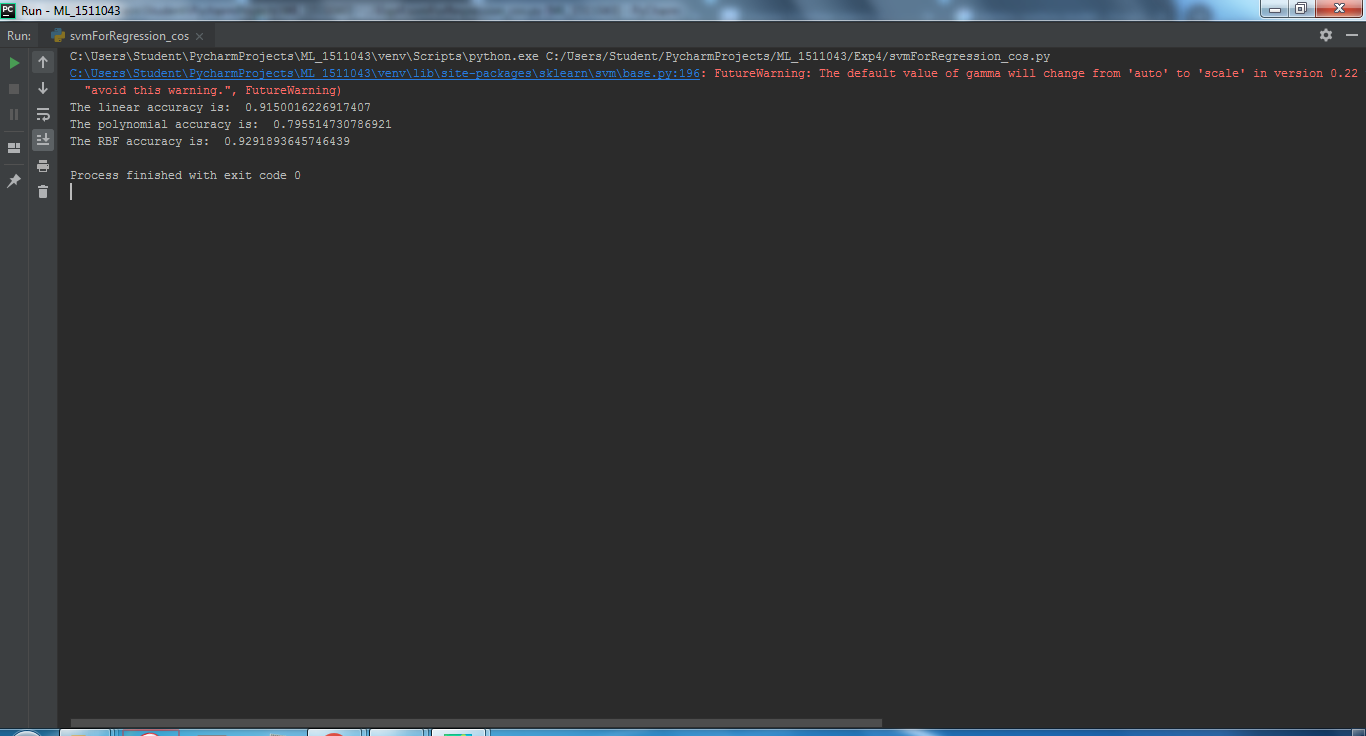 PC Run - ML_1511043
Run: svmForRegression_cos
C:\Users\Student\PycharmProjects\ML_1511043\venv\Scripts\python.exe C:/Users/Student/PycharmProjects/ML_1511043/Exp4/svmForRegression_cos.py
C:\Users\Student\PycharmProjects\ML_1511043\venv\lib\site-packages\sklearn\svm\base.py:196: FutureWarning: The default value of gamma will change from 'auto' to 'scale' in version 0.22
"avoid this warning.", FutureWarning)
The linear accuracy is:  0.9150016226917407
The polynomial accuracy is:  0.795514730786921
The RBF accuracy is:  0.9291893645746439
Process finished with exit code 0